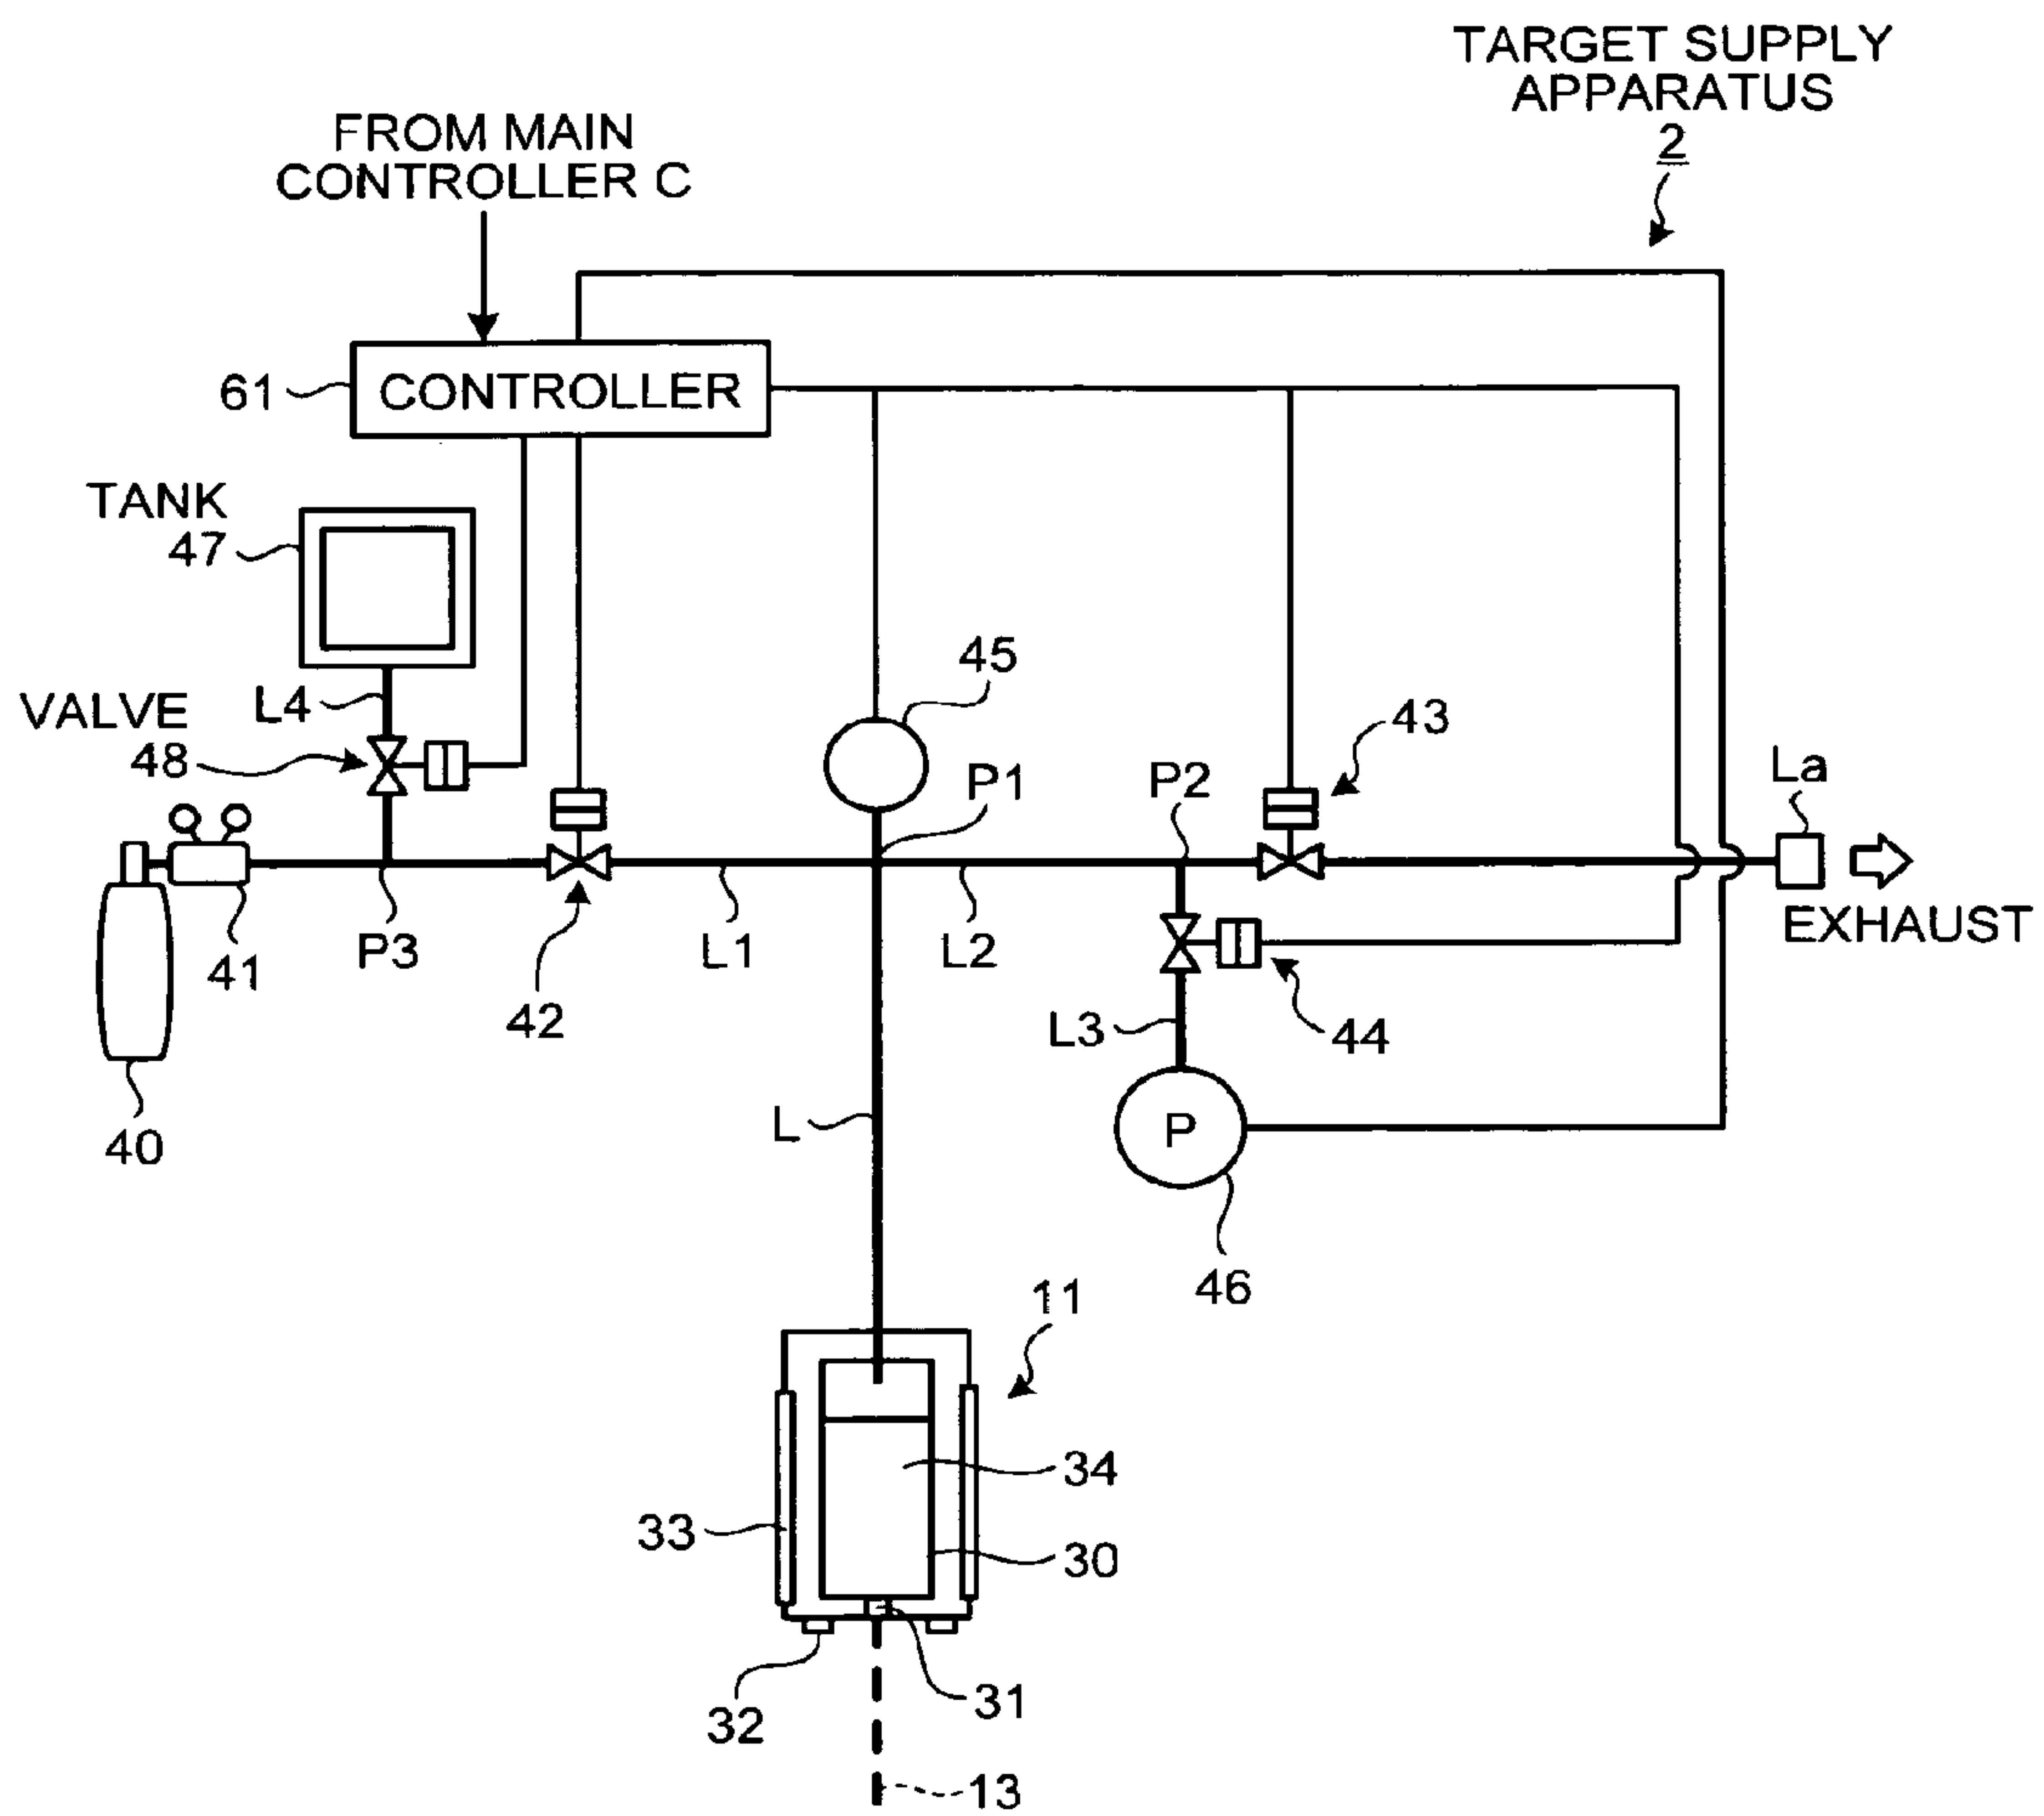 TARGET SUPPLY
APPARATUS
2
FROM MAIN
CONTROLLER C
61
CONTROLLER
TANK
47
45
L4
VALVE
48
43
P1
P2
La
EXHAUST
41
P3
L1
L2
42
L3
44
40
L
P
46
11
34
33
30
31
32
13